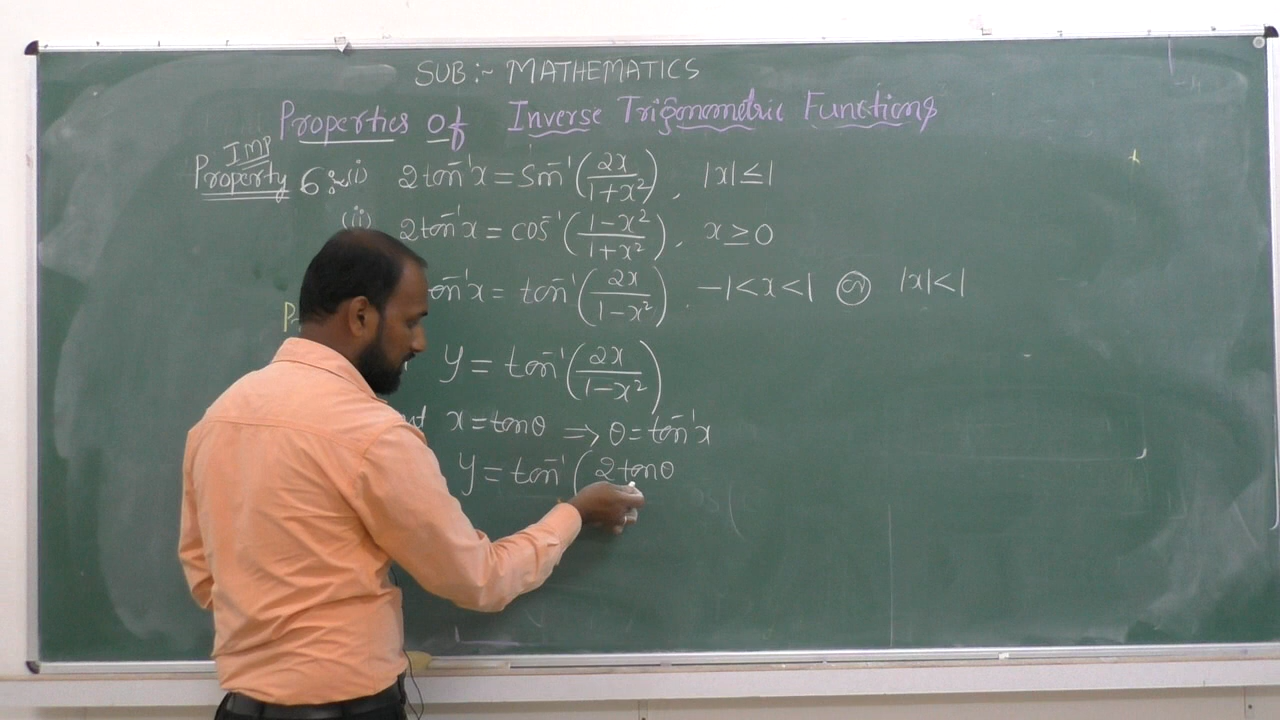 SUB :- MATHEMATICS
Properties of Inverse Trigonometric Functions
IMP
Property 6 :- (i) 2tan⁻¹x = Sin⁻¹(2x/(1+x²)), |x| ≤ 1
(ii) 2tan⁻¹x = cos⁻¹((1-x²)/(1+x²)), x ≥ 0
tan⁻¹x = tan⁻¹(2x/(1-x²)). -1 < x < 1 (or) |x| < 1
y = tan⁻¹(2x/(1-x²))
x = tanθ ⇒ θ = tan⁻¹x
y = tan⁻¹(2tanθ